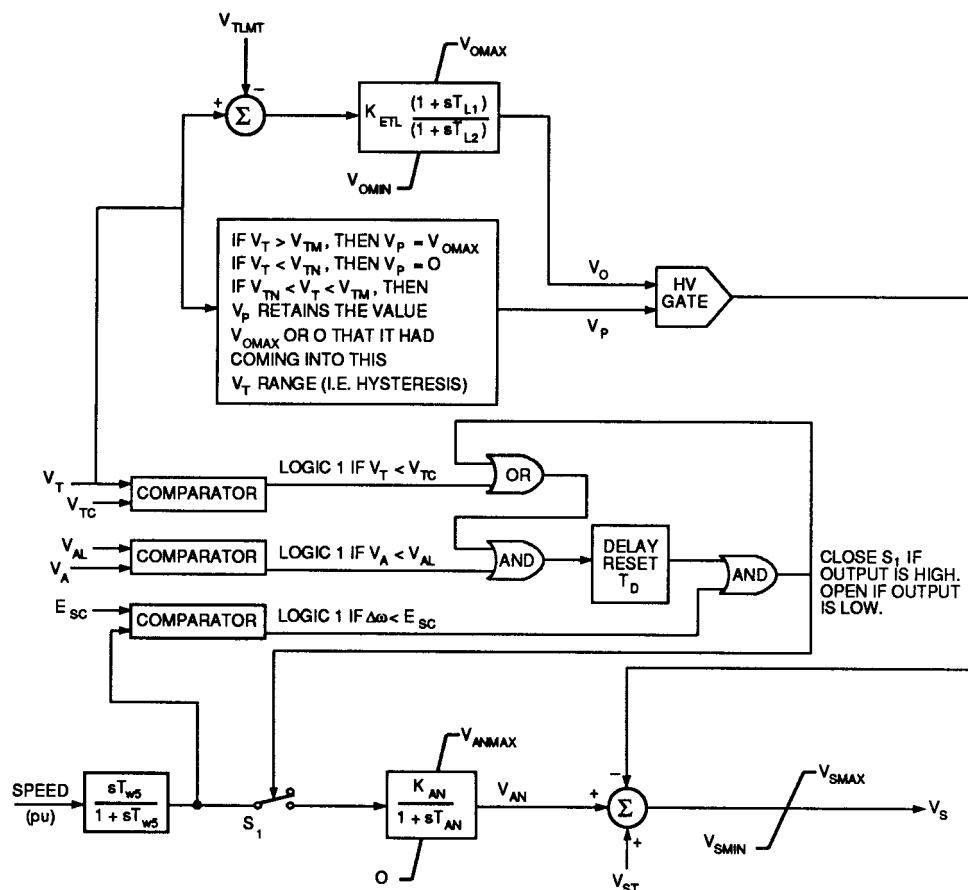 V_TLMT
V_OMAX
+
−
Σ
K_ETL (1 + sT_L1)
(1 + sT_L2)
V_OMIN
IF V_T > V_TM, THEN V_P = V_OMAX
IF V_T < V_TN, THEN V_P = O
IF V_TN < V_T < V_TM, THEN
V_P RETAINS THE VALUE
V_OMAX OR O THAT IT HAD
COMING INTO THIS
V_T RANGE (I.E. HYSTERESIS)
V_O
V_P
HV
GATE
V_T
V_TC
COMPARATOR
LOGIC 1 IF V_T < V_TC
OR
V_AL
V_A
COMPARATOR
LOGIC 1 IF V_A < V_AL
AND
DELAY
RESET
T_D
AND
CLOSE S_1 IF
OUTPUT IS HIGH.
OPEN IF OUTPUT
IS LOW.
E_SC
COMPARATOR
LOGIC 1 IF Δω < E_SC
SPEED
(pu)
sT_w5
1 + sT_w5
S_1
V_ANMAX
K_AN
1 + sT_AN
O
V_AN
−
+
Σ
+
V_ST
V_SMAX
V_SMIN
V_S